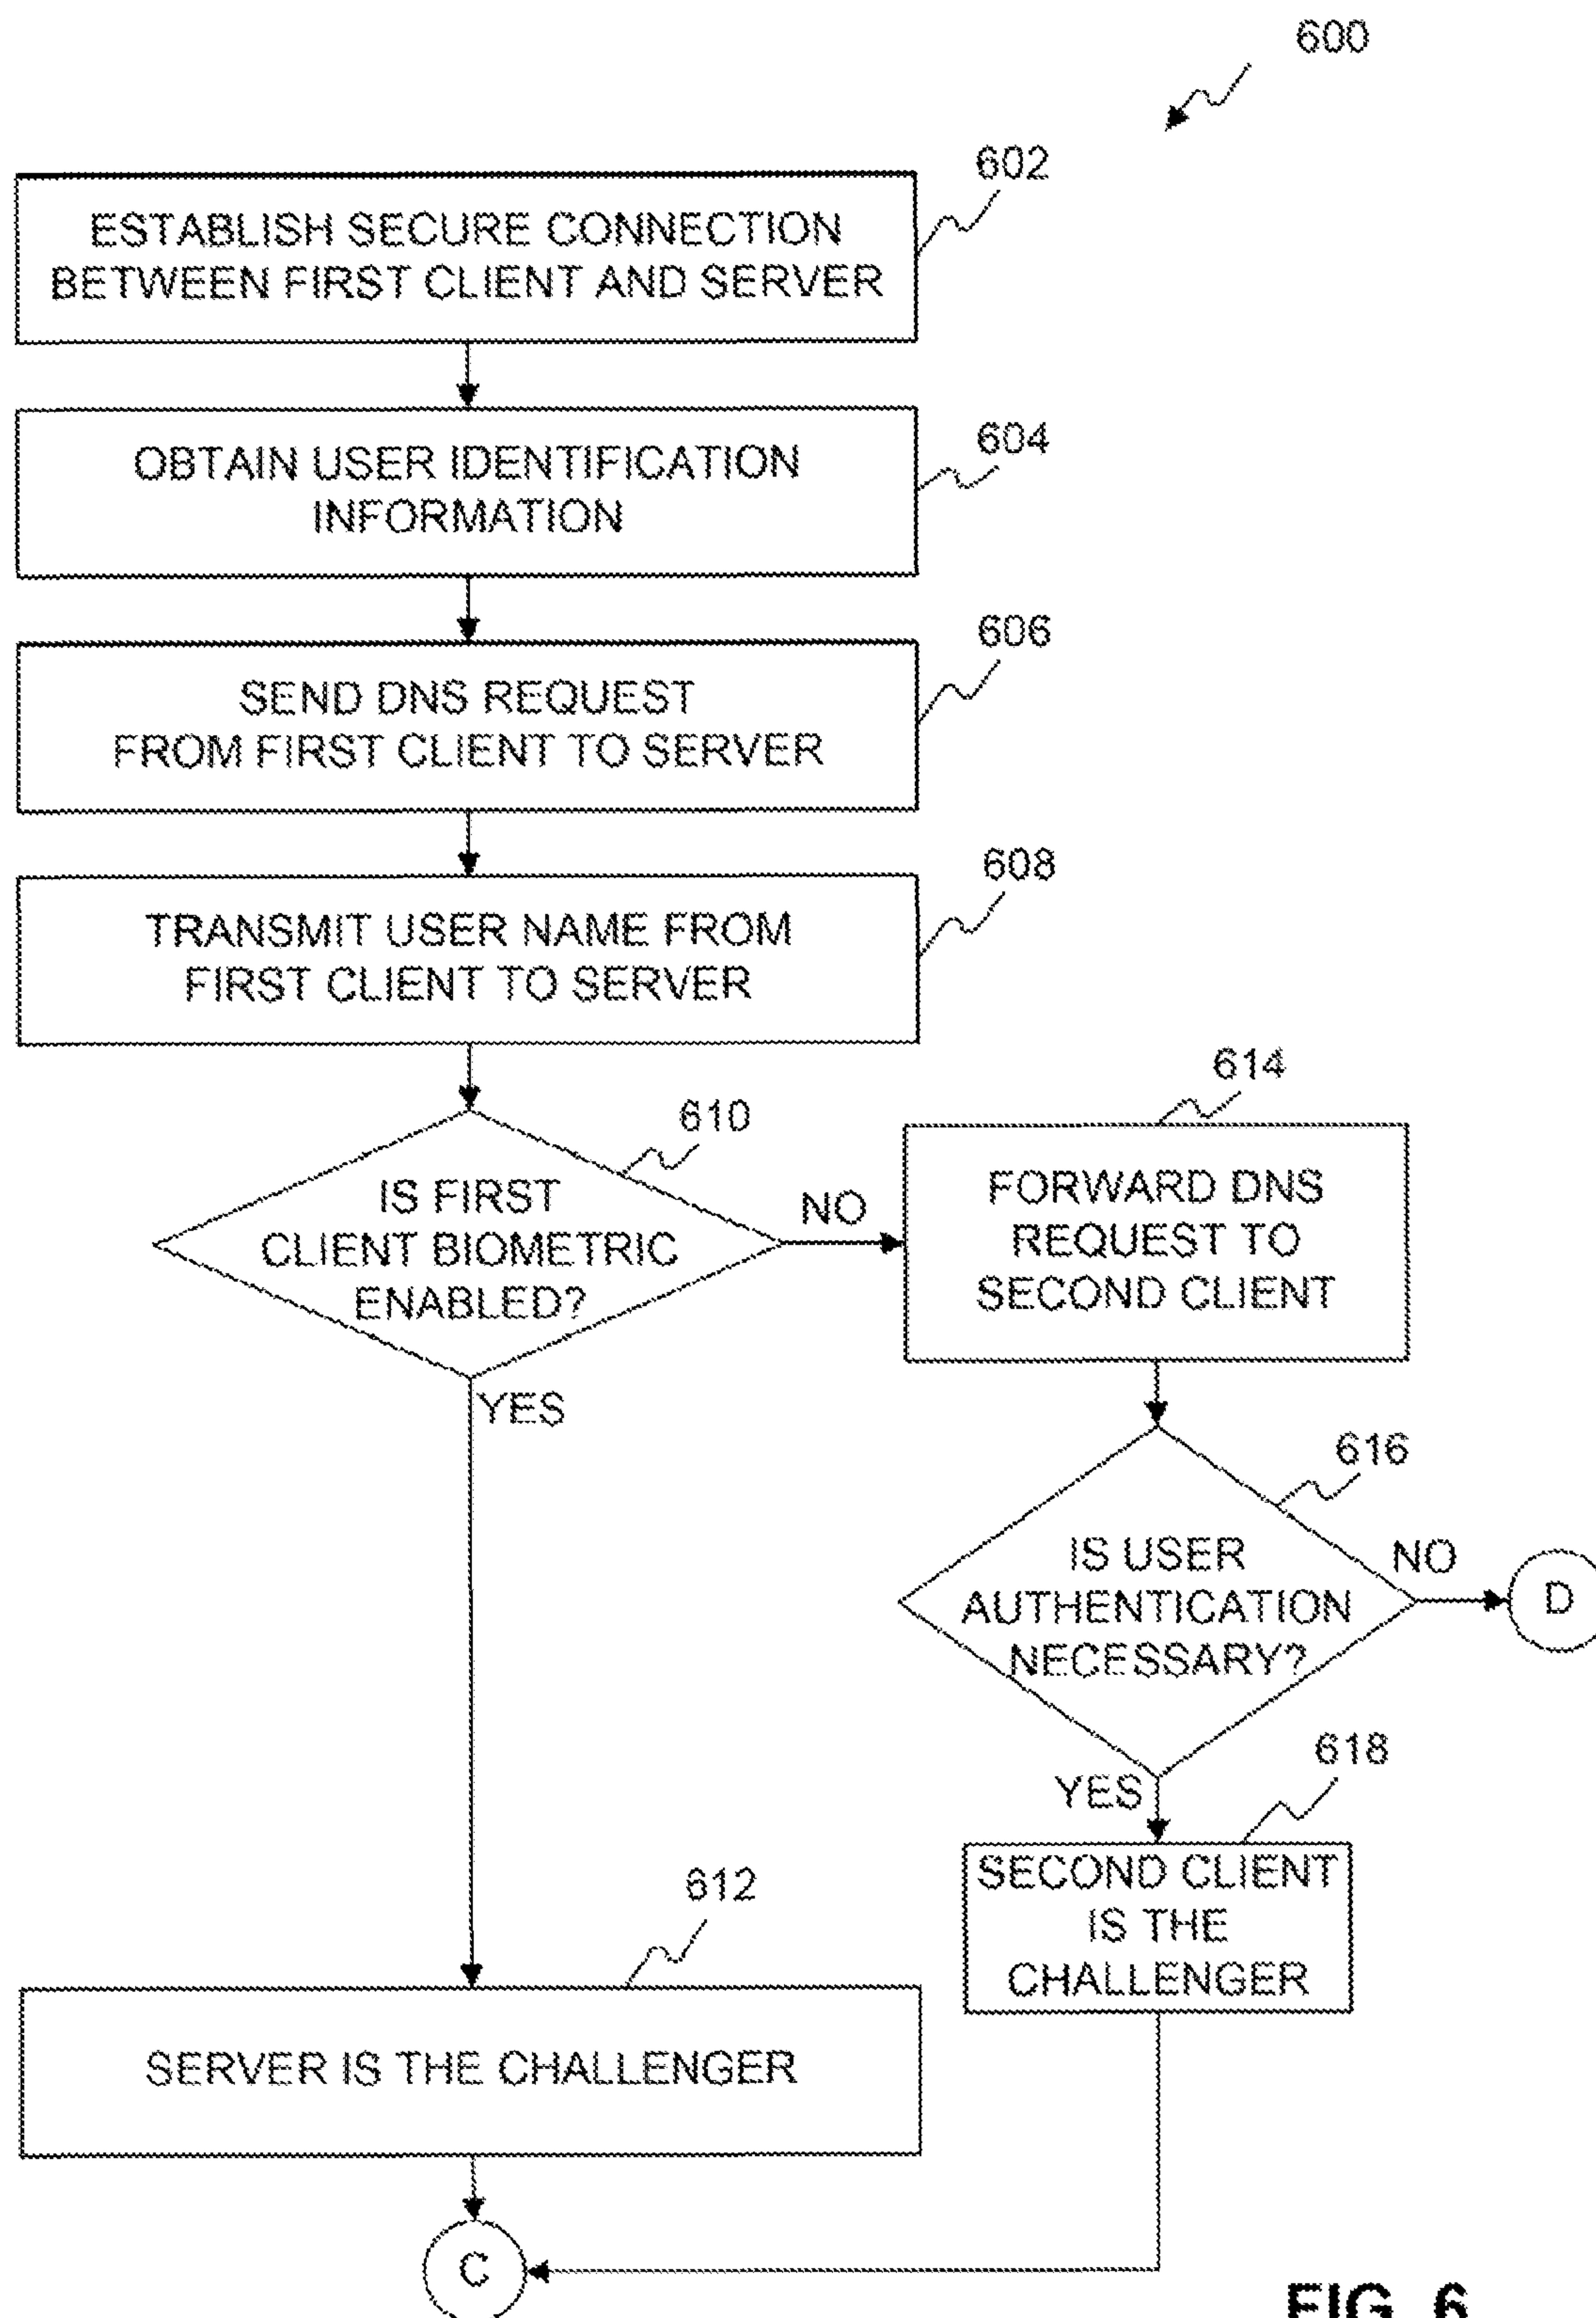 600
602
ESTABLISH SECURE CONNECTION
BETWEEN FIRST CLIENT AND SERVER
604
OBTAIN USER IDENTIFICATION
INFORMATION
606
SEND DNS REQUEST
FROM FIRST CLIENT TO SERVER
608
TRANSMIT USER NAME FROM
FIRST CLIENT TO SERVER
610
IS FIRST
CLIENT BIOMETRIC
ENABLED?
NO
YES
614
FORWARD DNS
REQUEST TO
SECOND CLIENT
616
IS USER
AUTHENTICATION
NECESSARY?
NO
D
YES
618
SECOND CLIENT
IS THE
CHALLENGER
612
SERVER IS THE CHALLENGER
C
FIG. 6